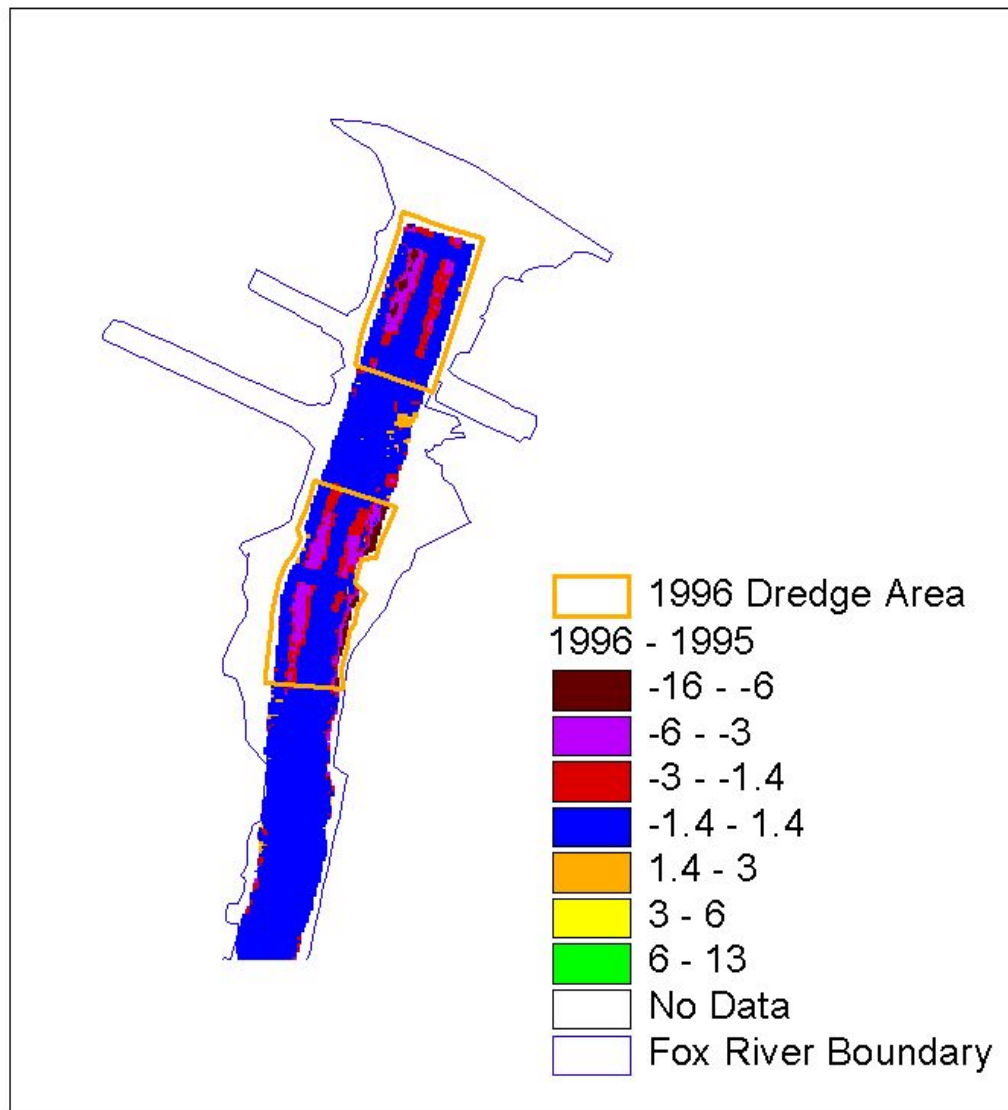 1996 Dredge Area
1996 - 1995
-16 - -6
-6 - -3
-3 - -1.4
-1.4 - 1.4
1.4 - 3
3 - 6
6 - 13
No Data
Fox River Boundary